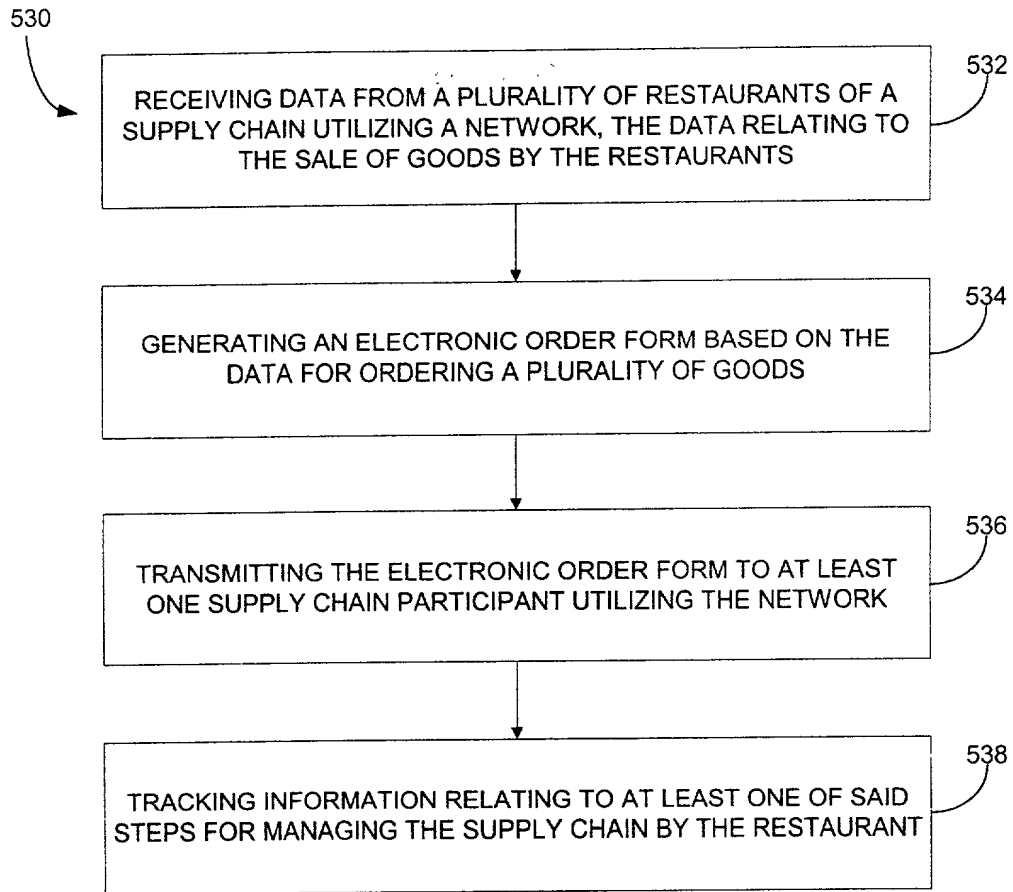 530
532
RECEIVING DATA FROM A PLURALITY OF RESTAURANTS OF A
SUPPLY CHAIN UTILIZING A NETWORK, THE DATA RELATING TO
THE SALE OF GOODS BY THE RESTAURANTS
534
GENERATING AN ELECTRONIC ORDER FORM BASED ON THE
DATA FOR ORDERING A PLURALITY OF GOODS
536
TRANSMITTING THE ELECTRONIC ORDER FORM TO AT LEAST
ONE SUPPLY CHAIN PARTICIPANT UTILIZING THE NETWORK
538
TRACKING INFORMATION RELATING TO AT LEAST ONE OF SAID
STEPS FOR MANAGING THE SUPPLY CHAIN BY THE RESTAURANT